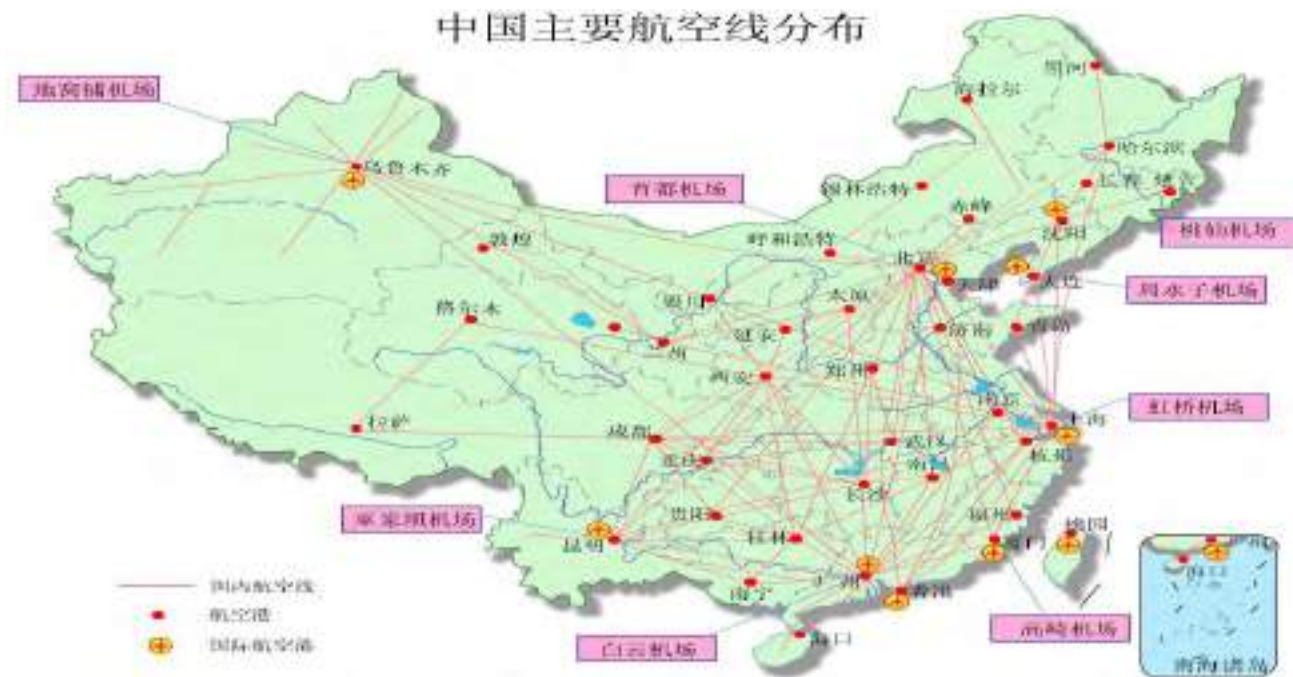 中国主要航空线分布
地窝铺机场
黑河
海拉尔
哈尔滨
乌鲁木齐
首都机场
锡林浩特
长春
赤峰
沈阳
桃仙机场
敦煌
呼和浩特
北京
天津
大连
周水子机场
银川
太原
格尔木
延安
济南
青岛
州
西安
郑州
南京
上海
虹桥机场
拉萨
成都
武汉
杭州
重庆
长沙
贵阳
福州
巫家坝机场
昆明
桂林
厦门
桃园
广州
香港
南宁
海口
国内航空线
航空港
国际航空港
白云机场
高崎机场
海口
南海诸岛